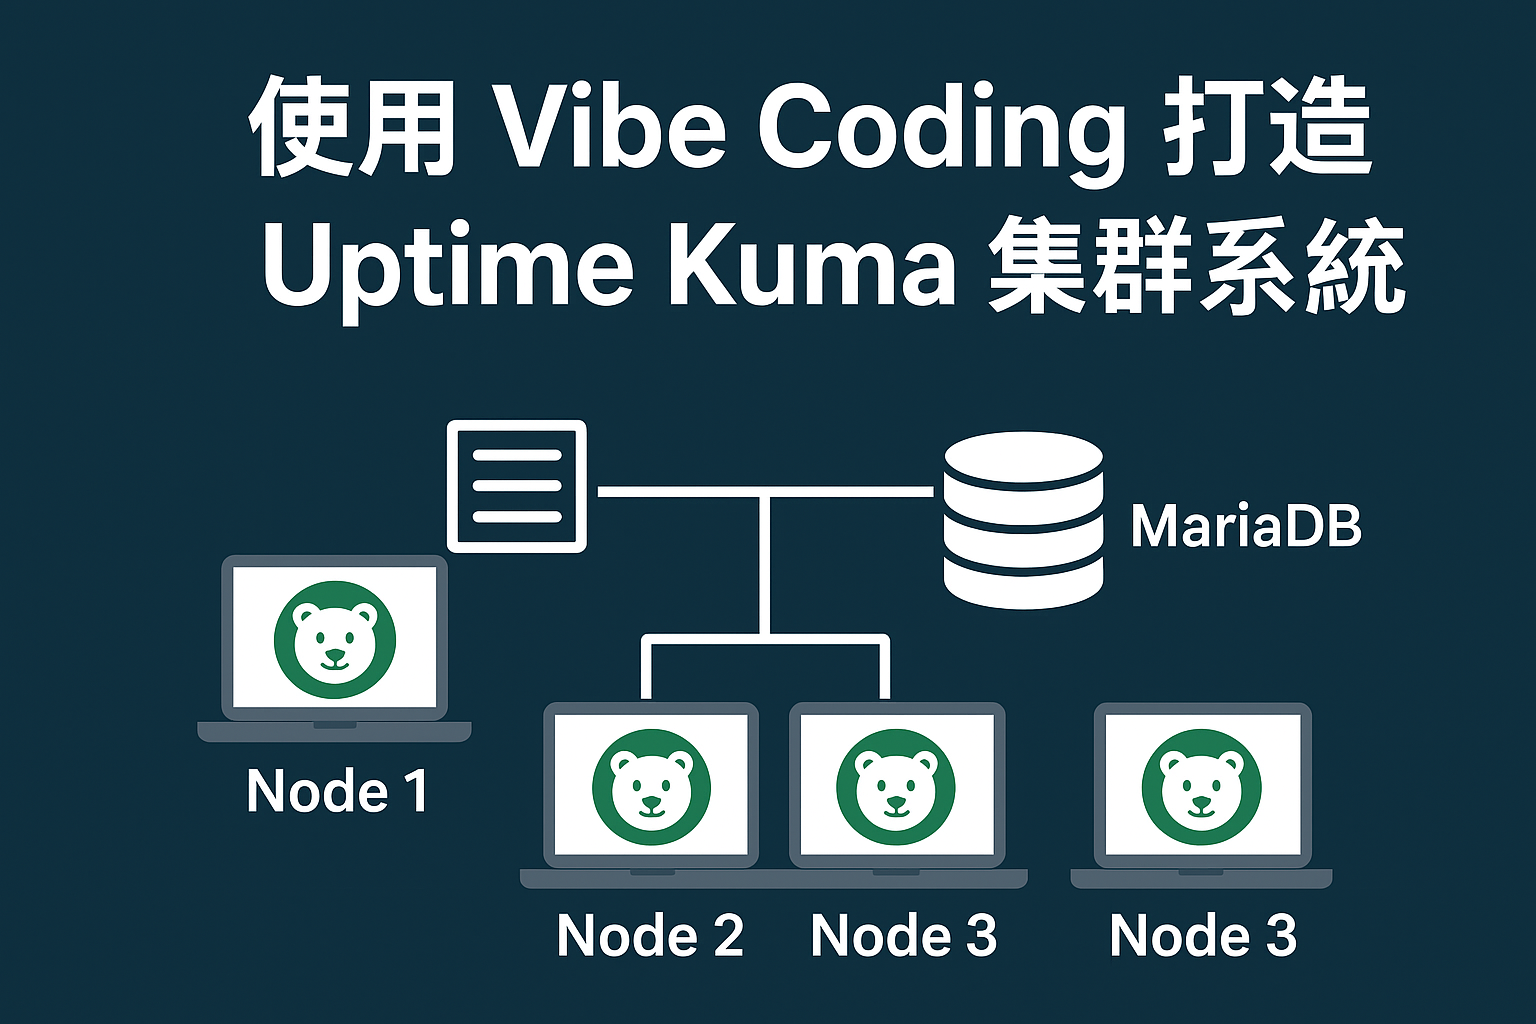 使用 Vibe Coding 打造
Uptime Kuma 集群系統
MariaDB
Node 1
Node 2
Node 3
Node 3